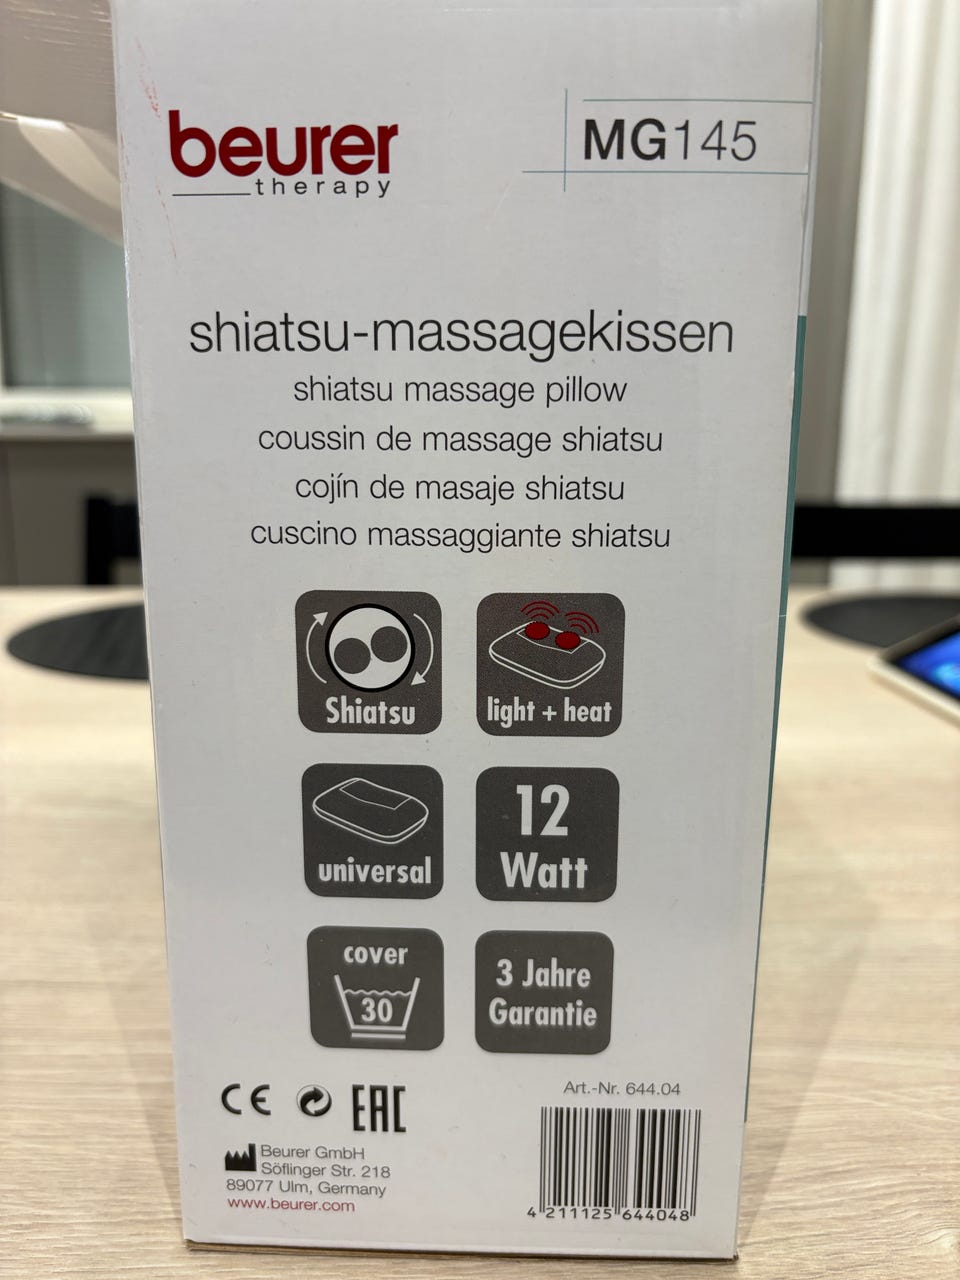 beurer
therapy
MG145
shiatsu-massagekissen
shiatsu massage pillow
coussin de massage shiatsu
cojín de masaje shiatsu
cuscino massaggiante shiatsu
Shiatsu
light + heat
universal
12
Watt
cover
30
3 Jahre
Garantie
CE
EAC
Art.-Nr. 644.04
Beurer GmbH
Söflinger Str. 218
89077 Ulm, Germany
www.beurer.com
4 211125 644048